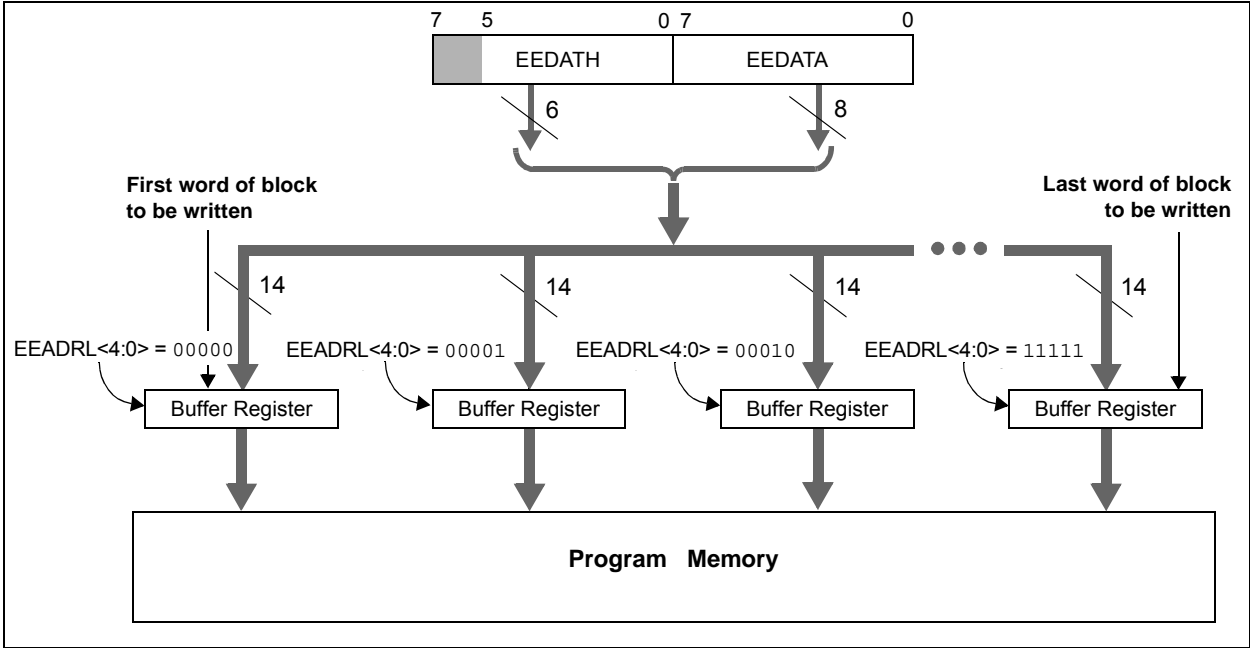 7 5 0 7 0
EEDATH EEDATA
6 8
First word of block
to be written
Last word of block
to be written
14 14 14 14
EEADRL<4:0> = 00000 EEADRL<4:0> = 00001 EEADRL<4:0> = 00010 EEADRL<4:0> = 11111
Buffer Register Buffer Register Buffer Register Buffer Register
Program Memory